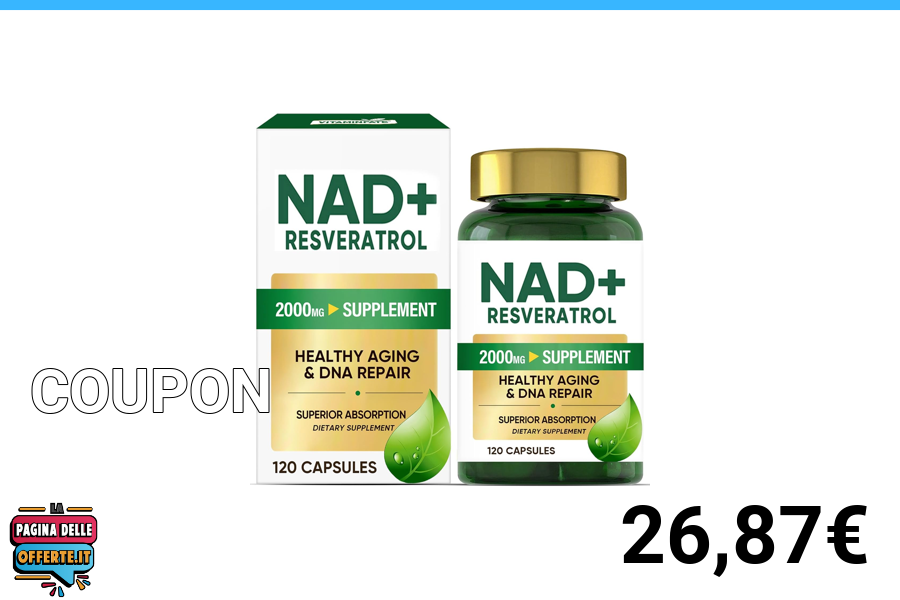 VITAMINFATE
NAD+
RESVERATROL
2000MG SUPPLEMENT
HEALTHY AGING
& DNA REPAIR
SUPERIOR ABSORPTION
DIETARY SUPPLEMENT
120 CAPSULES
NAD+
RESVERATROL
2000MG SUPPLEMENT
HEALTHY AGING
& DNA REPAIR
SUPERIOR ABSORPTION
DIETARY SUPPLEMENT
120 CAPSULES
COUPON
LA
PAGINA DELLE
OFFERTE.IT
26,87€